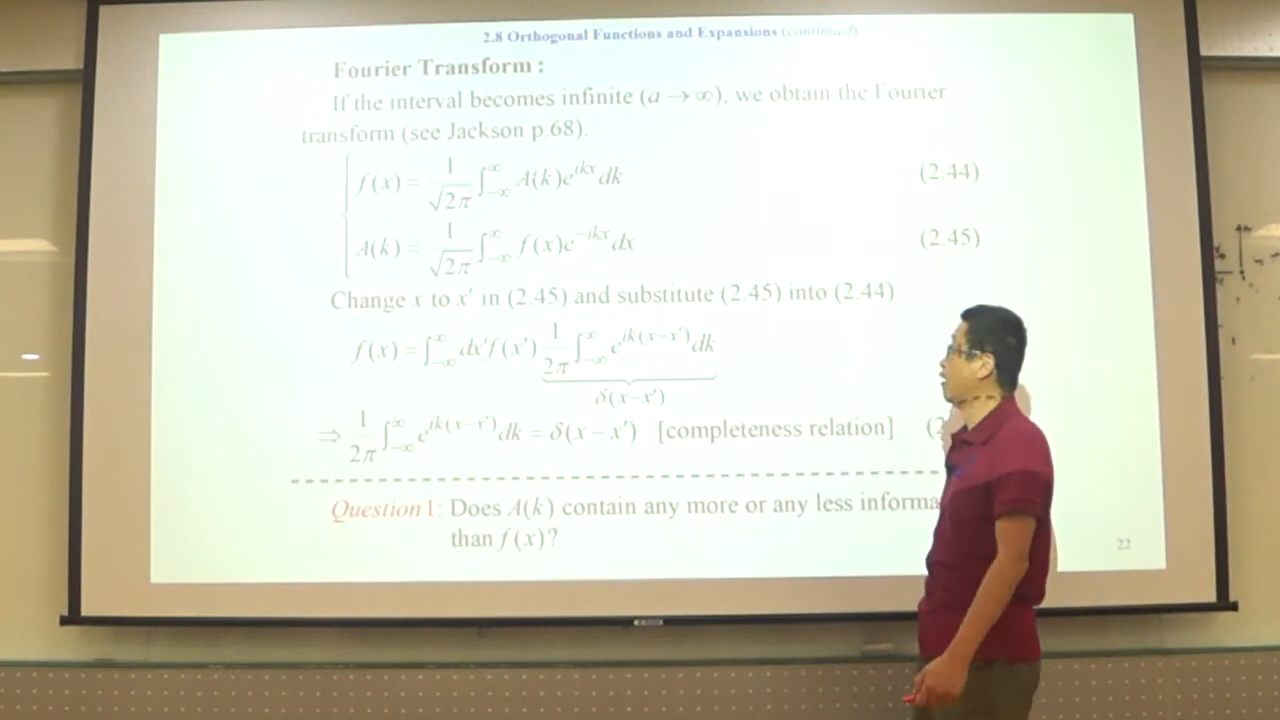 2.8 Orthogonal Functions and Expansions (continued)
Fourier Transform :
If the interval becomes infinite (a → ∞), we obtain the Fourier
transform (see Jackson p.68).
f(x) = 1/√2π ∫_{-∞}^{∞} A(k)e^{ikx} dk (2.44)
A(k) = 1/√2π ∫_{-∞}^{∞} f(x)e^{-ikx} dx (2.45)
Change x to x′ in (2.45) and substitute (2.45) into (2.44)
f(x) = ∫_{-∞}^{∞} dx′f(x′) 1/2π ∫_{-∞}^{∞} e^{ik(x-x′)} dk
δ(x-x′)
⇒ 1/2π ∫_{-∞}^{∞} e^{ik(x-x′)} dk = δ(x-x′) [completeness relation] (2
Question 1: Does A(k) contain any more or any less informa
than f(x)?
22